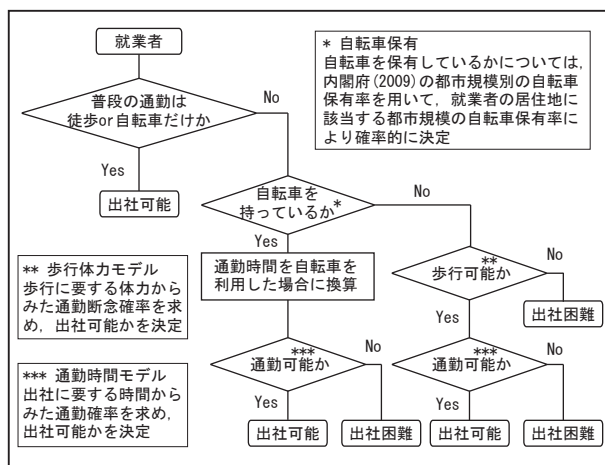 就業者
普段の通勤は
徒歩or自転車だけか
No
Yes
出社可能
* 自転車保有
自転車を保有しているかについては,
内閣府(2009)の都市規模別の自転車
保有率を用いて, 就業者の居住地に
該当する都市規模の自転車保有率に
より確率的に決定
自転車を
持っているか*
No
Yes
通勤時間を自転車を
利用した場合に換算
**
歩行可能か
No
出社困難
Yes
** 歩行体力モデル
歩行に要する体力から
みた通勤断念確率を求
め, 出社可能かを決定
***
通勤可能か
No
Yes
出社可能
出社困難
***
通勤可能か
No
Yes
出社可能
出社困難
*** 通勤時間モデル
出社に要する時間から
みた通勤確率を求め,
出社可能かを決定